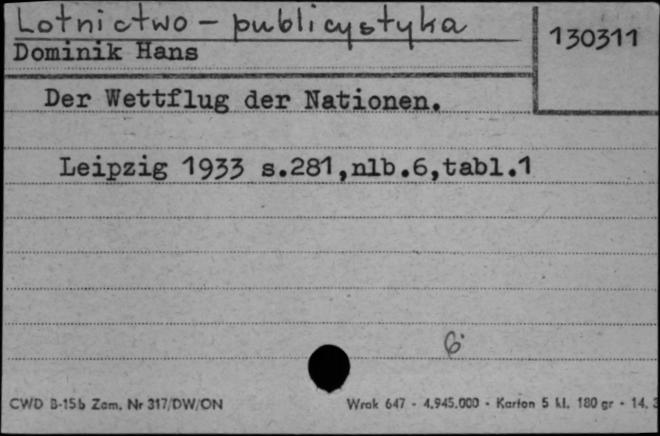 Lotnictwo - publicystyka
130311
Dominik Hans
Der Wettflug der Nationen.
Leipzig 1933 s.281,nlb.6,tabl.1
6
CWD B-15b Zam. Nr 317/DW/ON
Wrok 647 - 4.945.000 - Karton 5 kl. 180 gr - 14.